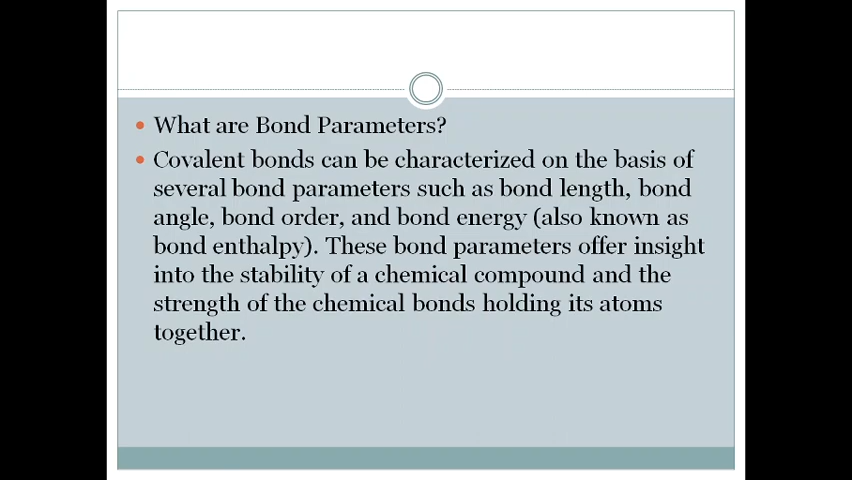 What are Bond Parameters?
Covalent bonds can be characterized on the basis of
several bond parameters such as bond length, bond
angle, bond order, and bond energy (also known as
bond enthalpy). These bond parameters offer insight
into the stability of a chemical compound and the
strength of the chemical bonds holding its atoms
together.